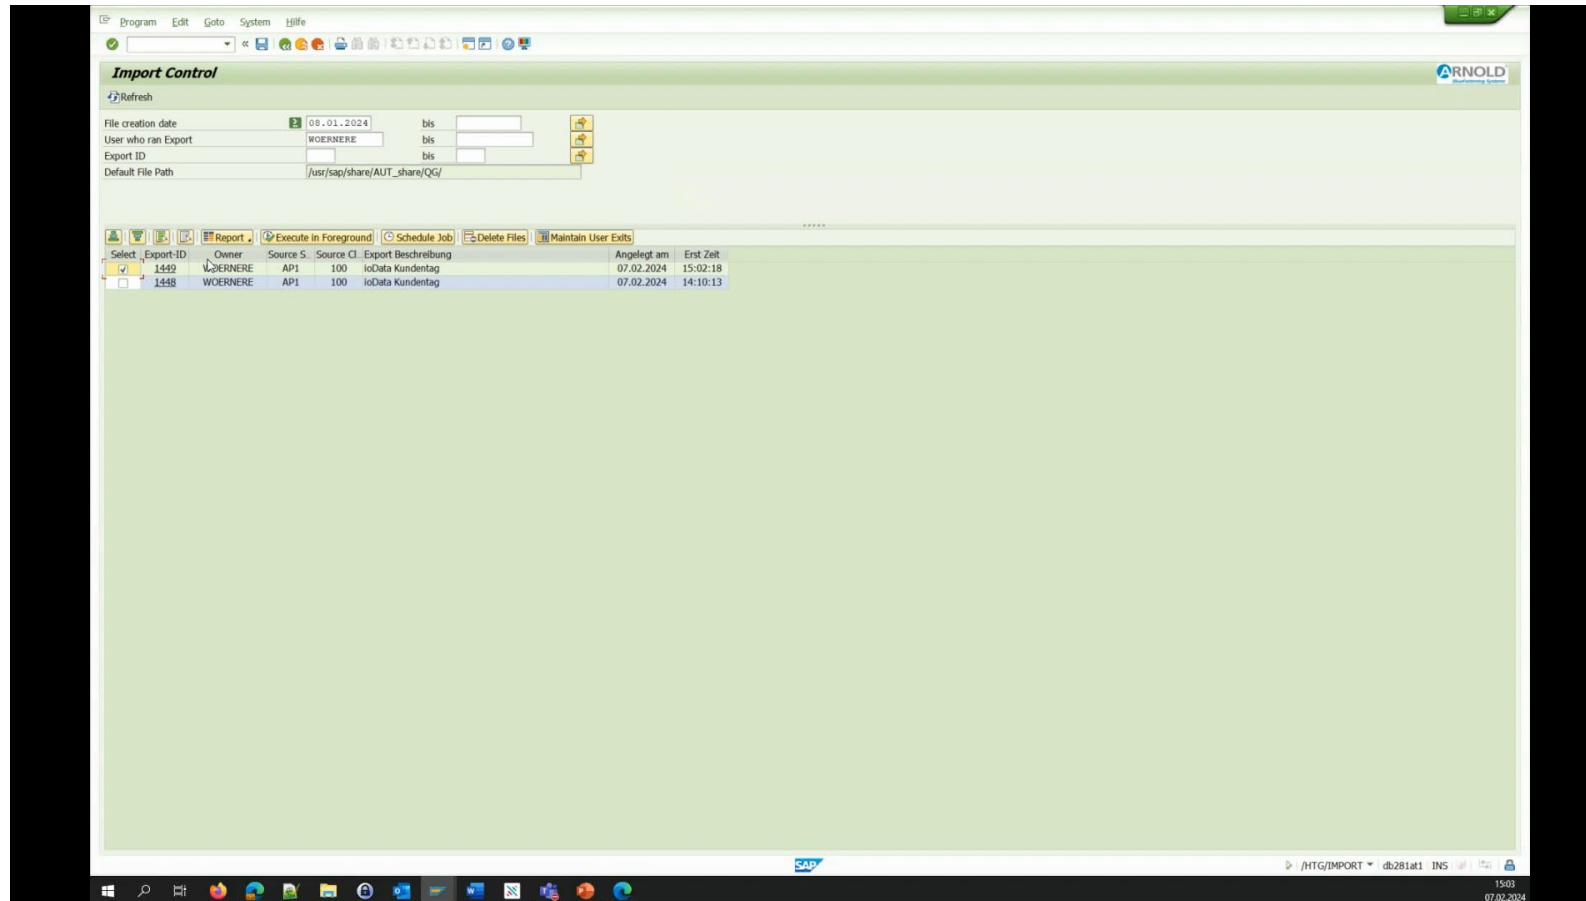 Program Edit Goto System Hilfe
Import Control
ARNOLD
Refresh
File creation date 08.01.2024 bis
User who ran Export WOERNERE bis
Export ID bis
Default File Path /usr/sap/share/AUT_share/QG/
Report Execute in Foreground Schedule Job Delete Files Maintain User Exits
Select Export-ID Owner Source S.. Source Cl.. Export Beschreibung Angelegt am Erst Zeit
1449 WOERNERE AP1 100 ioData Kundentag 07.02.2024 15:02:18
1448 WOERNERE AP1 100 ioData Kundentag 07.02.2024 14:10:13
SAP /HTG/IMPORT db281at1 INS
15:03
07.02.2024